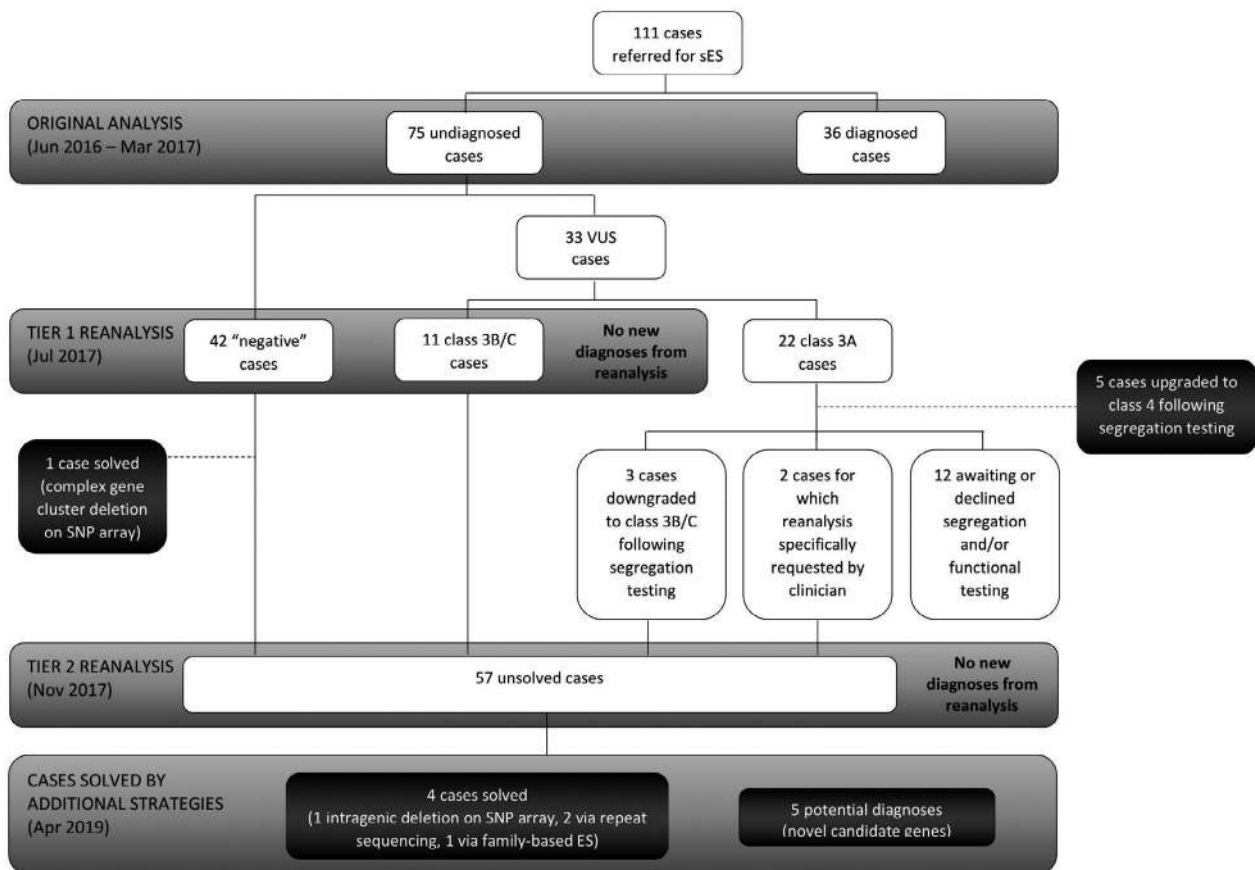 111 cases
referred for sES
ORIGINAL ANALYSIS
(Jun 2016 – Mar 2017)
75 undiagnosed
cases
36 diagnosed
cases
33 VUS
cases
TIER 1 REANALYSIS
(Jul 2017)
42 “negative”
cases
11 class 3B/C
cases
No new
diagnoses from
reanalysis
22 class 3A
cases
5 cases upgraded to
class 4 following
segregation testing
1 case solved
(complex gene
cluster deletion
on SNP array)
3 cases
downgraded
to class 3B/C
following
segregation
testing
2 cases for
which
reanalysis
specifically
requested by
clinician
12 awaiting or
declined
segregation
and/or
functional
testing
TIER 2 REANALYSIS
(Nov 2017)
57 unsolved cases
No new
diagnoses from
reanalysis
CASES SOLVED BY
ADDITIONAL STRATEGIES
(Apr 2019)
4 cases solved
(1 intragenic deletion on SNP array, 2 via repeat
sequencing, 1 via family-based ES)
5 potential diagnoses
(novel candidate genes)